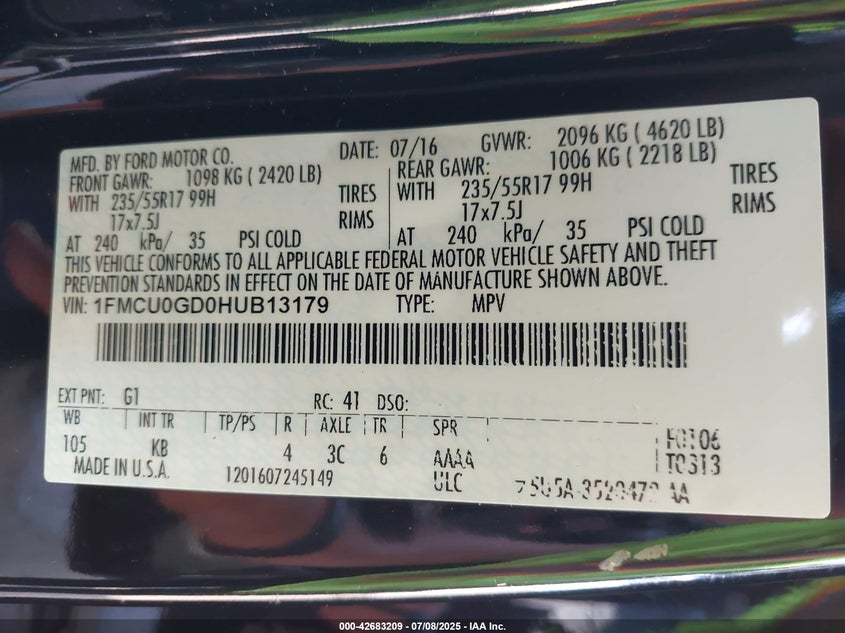 MFD. BY FORD MOTOR CO. DATE: 07/16 GVWR: 2096 KG ( 4620 LB)
FRONT GAWR: 1098 KG ( 2420 LB) REAR GAWR: 1006 KG ( 2218 LB)
WITH 235/55R17 99H TIRES WITH 235/55R17 99H TIRES
17x7.5J RIMS 17x7.5J RIMS
AT 240 kPa/ 35 PSI COLD AT 240 kPa/ 35 PSI COLD
THIS VEHICLE CONFORMS TO ALL APPLICABLE FEDERAL MOTOR VEHICLE SAFETY AND THEFT
PREVENTION STANDARDS IN EFFECT ON THE DATE OF MANUFACTURE SHOWN ABOVE.
VIN: 1FMCU0GD0HUB13179 TYPE: MPV
EXT PNT: G1 RC: 41 DSO:
WB INT TR TP/PS R AXLE TR SPR
105 KB 4 3C 6 AAAA F0106
MADE IN U.S.A. 1201607245149 ULC T0313
000-42683209 - 07/08/2025 - IAA Inc.